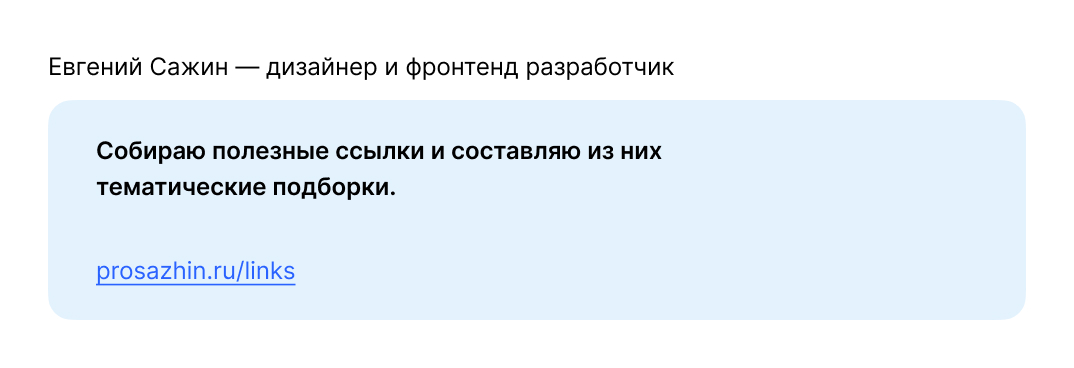 Евгений Сажин — дизайнер и фронтенд разработчик
Собираю полезные ссылки и составляю из них
тематические подборки.
prosazhin.ru/links